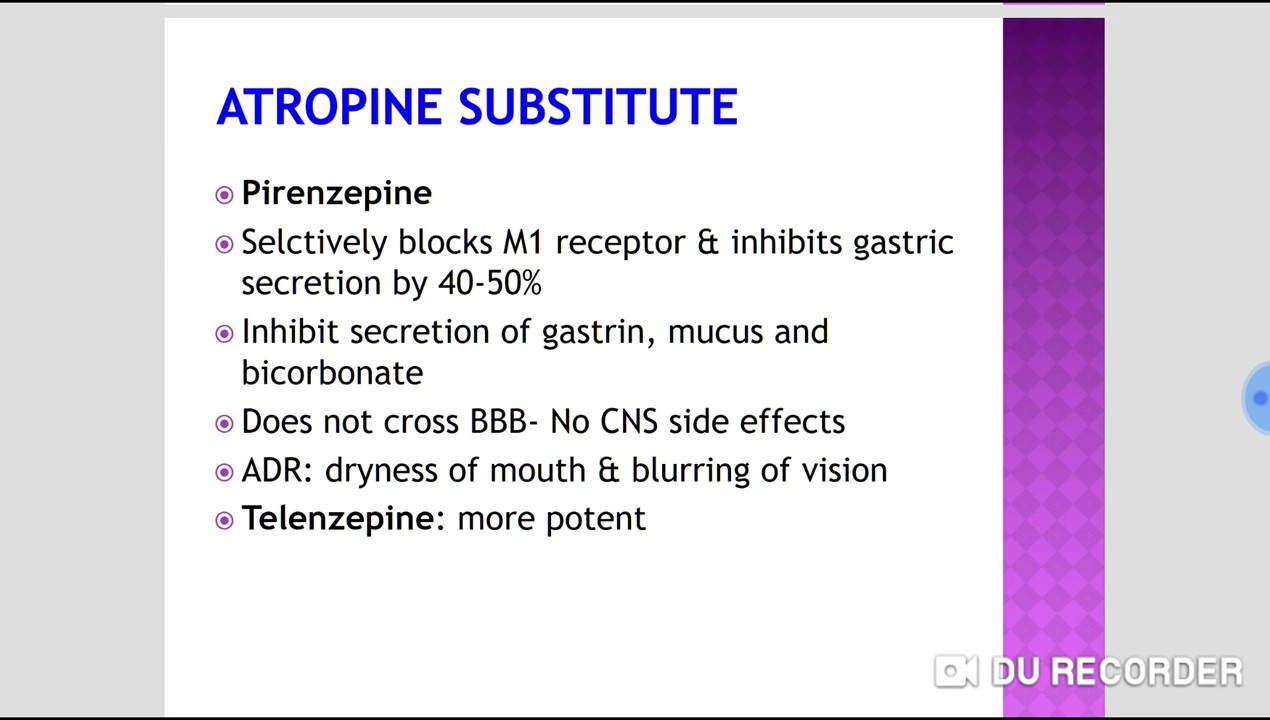 ATROPINE SUBSTITUTE
Pirenzepine
Selctively blocks M1 receptor & inhibits gastric
secretion by 40-50%
Inhibit secretion of gastrin, mucus and
bicorbonate
Does not cross BBB- No CNS side effects
ADR: dryness of mouth & blurring of vision
Telenzepine: more potent
DU RECORDER